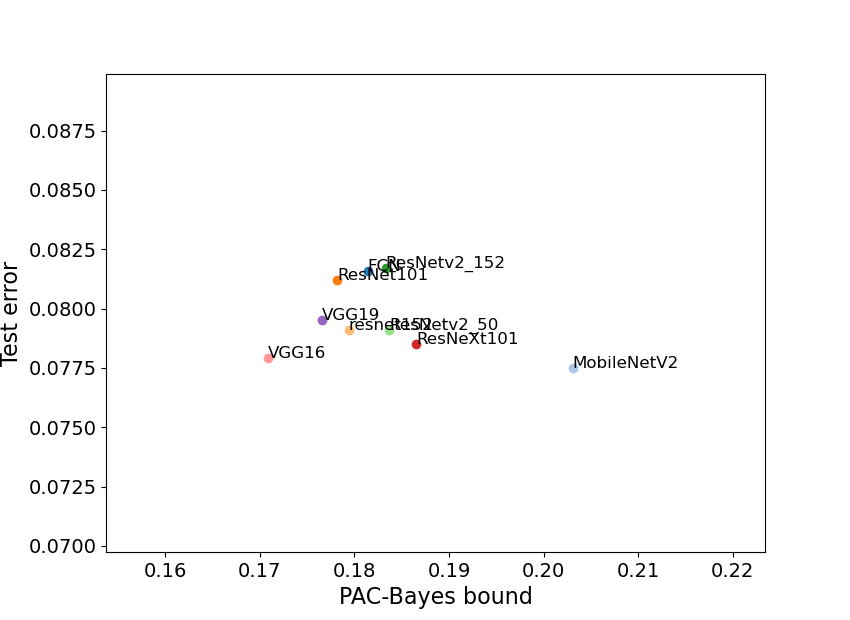 0.0875
0.0850
0.0825
0.0800
0.0775
0.0750
0.0725
0.0700
Test error
FCN
ResNetv2_152
ResNet101
VGG19
resnet152
ResNetv2_50
ResNeXt101
VGG16
MobileNetV2
0.16 0.17 0.18 0.19 0.20 0.21 0.22
PAC-Bayes bound